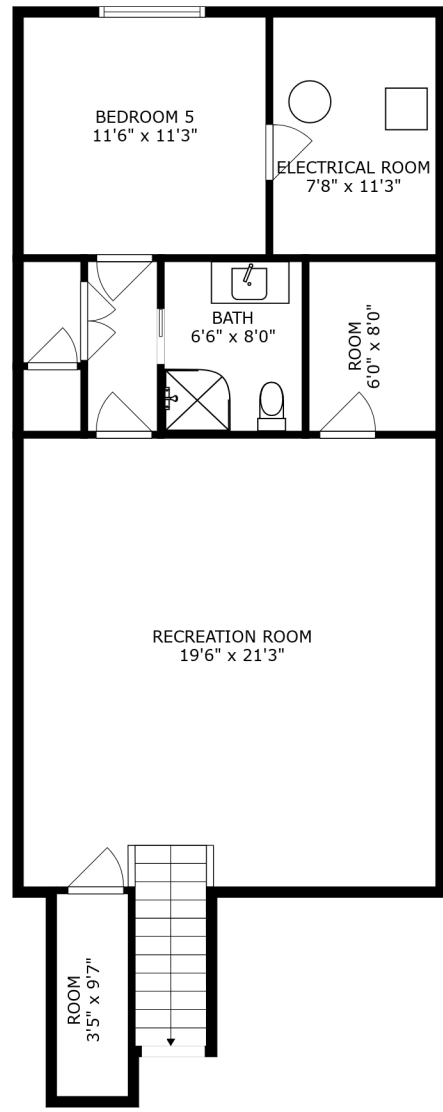 BEDROOM 5
11'6" x 11'3"
ELECTRICAL ROOM
7'8" x 11'3"
BATH
6'6" x 8'0"
ROOM
6'0" x 8'0"
RECREATION ROOM
19'6" x 21'3"
ROOM
3'5" x 9'7"